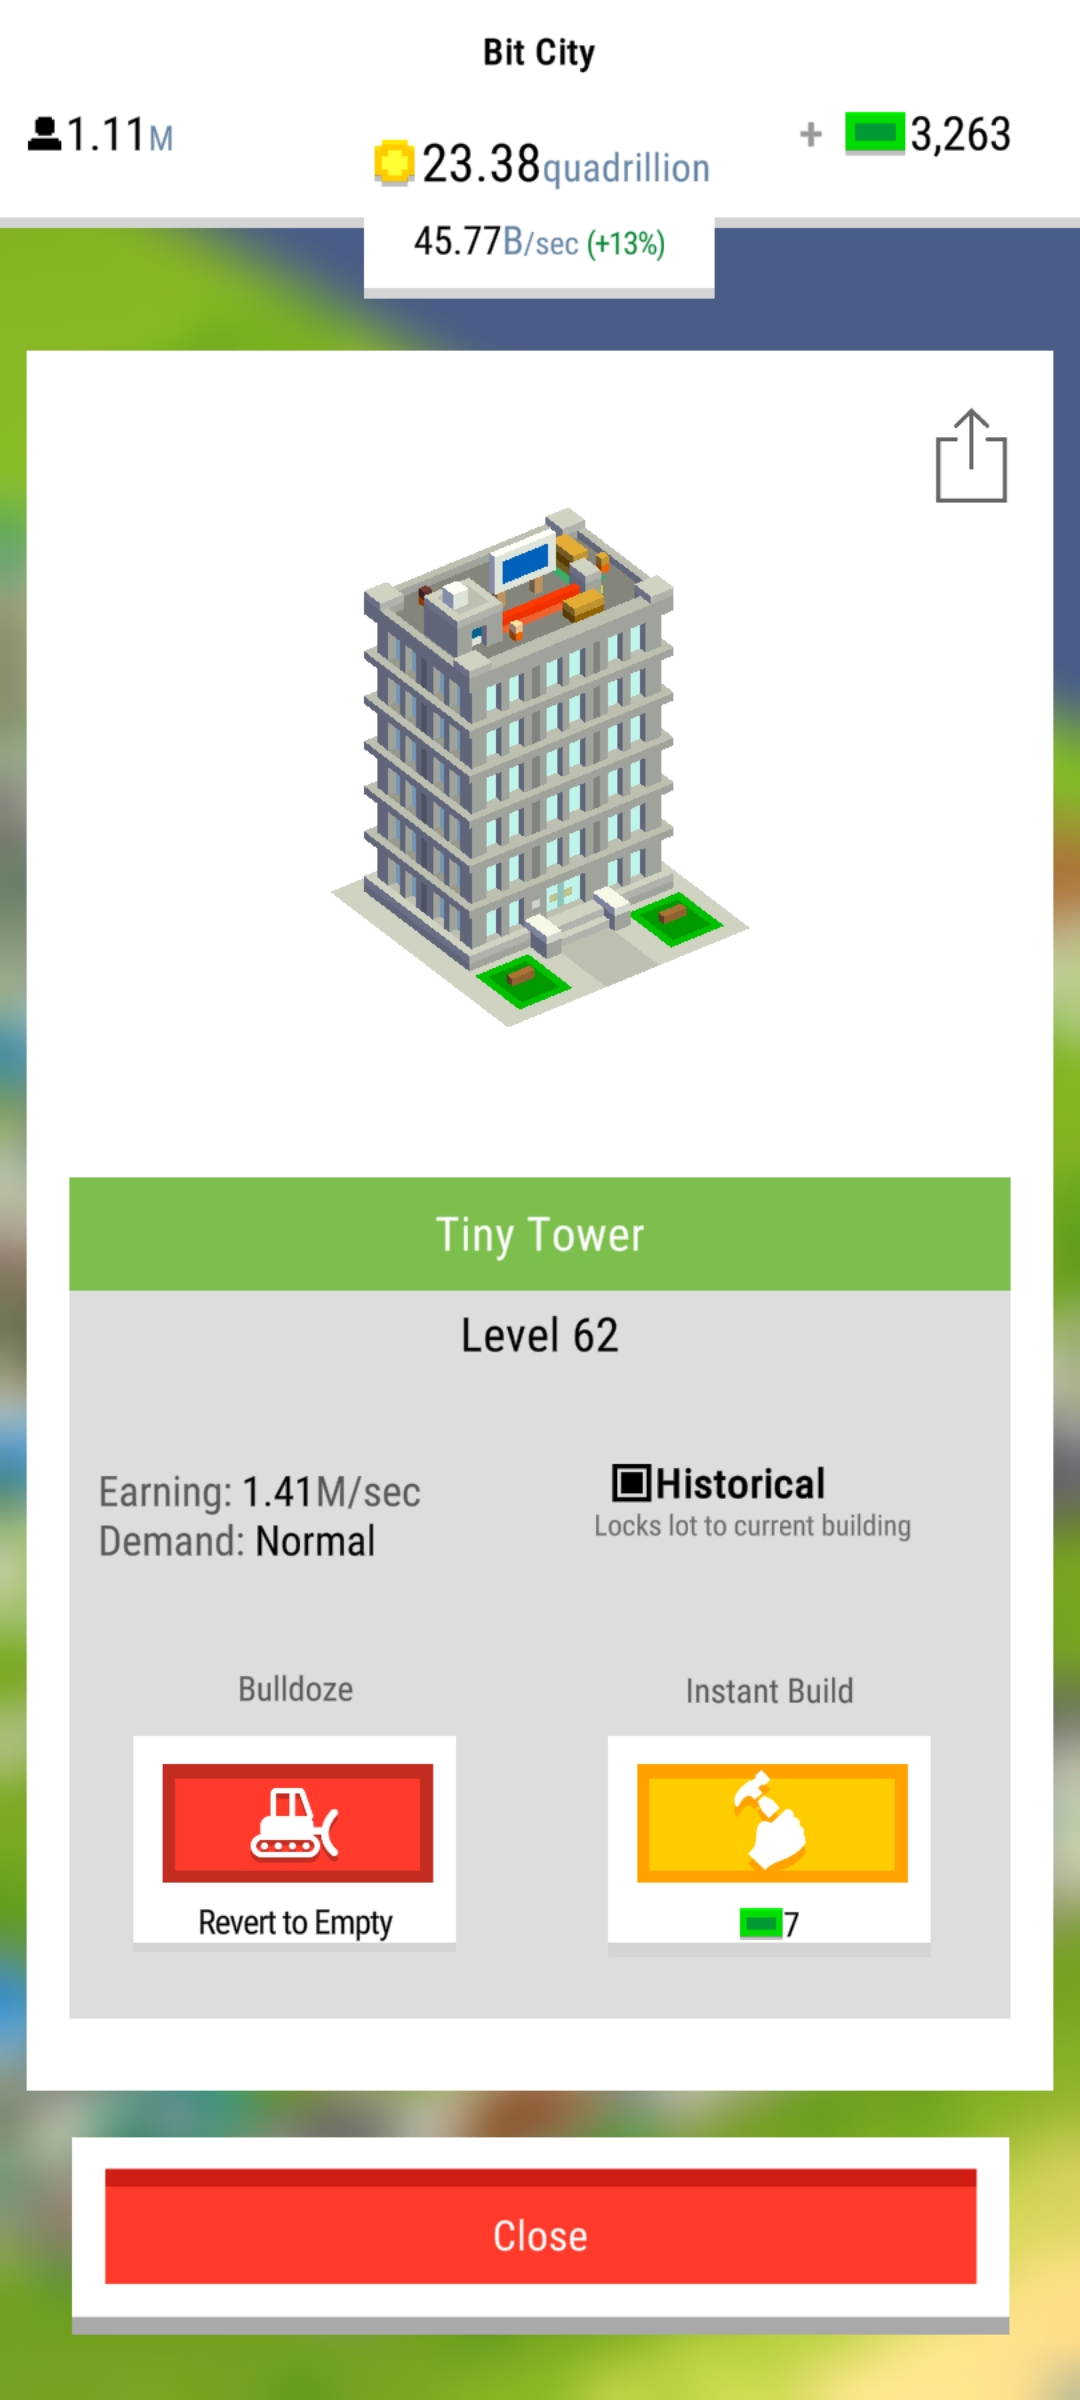 Bit City
1.11M
23.38quadrillion
+ 3,263
45.77B/sec (+13%)
Tiny Tower
Level 62
Earning: 1.41M/sec
Demand: Normal
Historical
Locks lot to current building
Bulldoze
Instant Build
Revert to Empty
7
Close